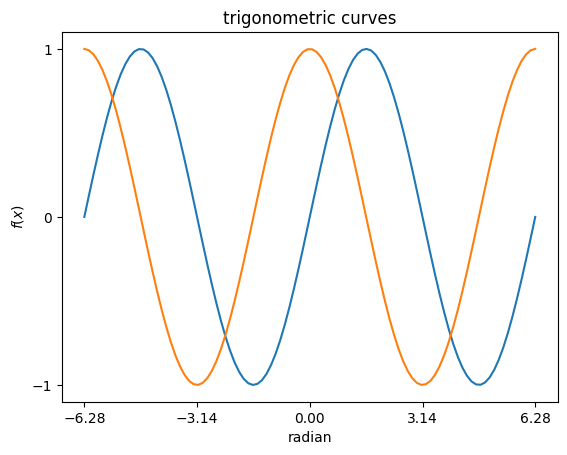 trigonometric curves
f(x)
1
0
−1
−6.28
−3.14
0.00
3.14
6.28
radian